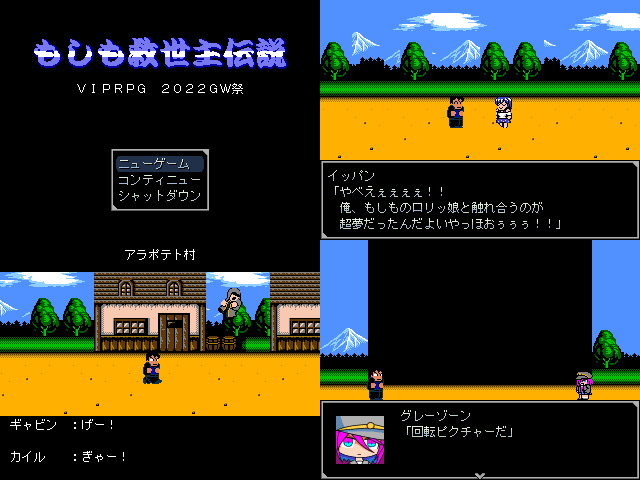 もしも救世主伝説
VIPRPG 2022GW祭
ニューゲーム
コンティニュー
シャットダウン
イッパン
「やべえぇぇぇぇ！！
俺、もしものロリッ娘と触れ合うのが
超夢だったんだよいやっほおぅぅぅ！！」
アラポテト村
ギャビン　：げー！
カイル　　：ぎゃー！
グレーゾーン
「回転ピクチャーだ」